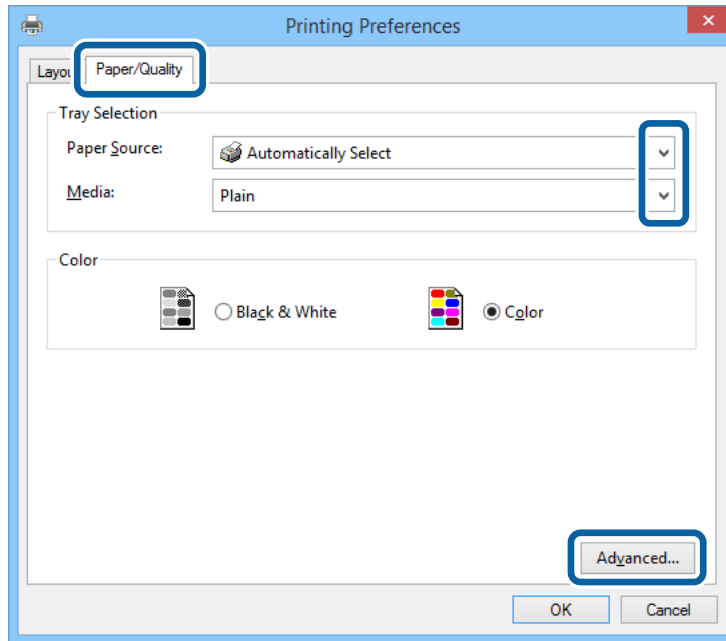 Printing Preferences
Layou
Paper/Quality
Tray Selection
Paper Source:
Automatically Select
Media:
Plain
Color
Black & White
Color
Advanced...
OK
Cancel